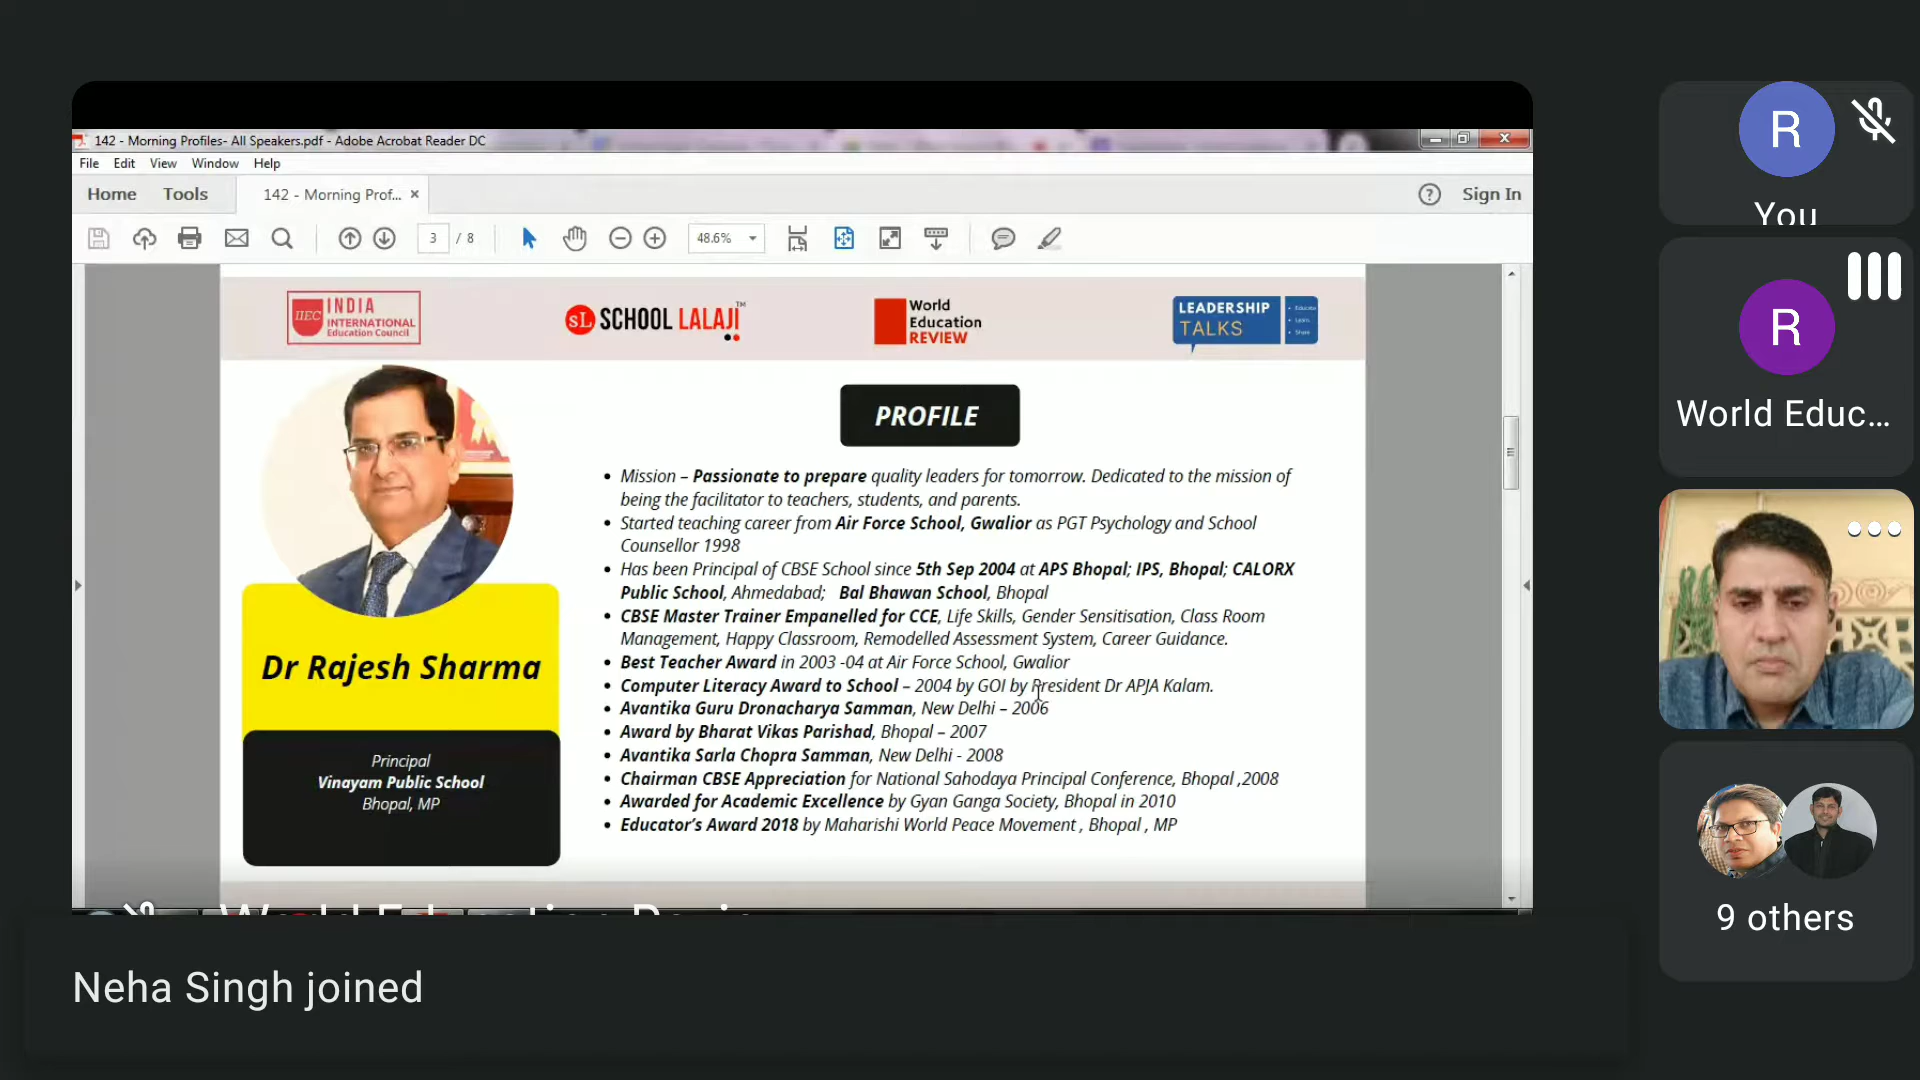 142 - Morning Profiles- All Speakers.pdf - Adobe Acrobat Reader DC
File Edit View Window Help
Home Tools 142 - Morning Prof... × Sign In
3 / 8 48.6%
IIEC INDIA
INTERNATIONAL
Education Council
sL SCHOOL LALAJI™
World
Education
REVIEW
LEADERSHIP
TALKS
Educate
Learn
Share
PROFILE
• Mission – Passionate to prepare quality leaders for tomorrow. Dedicated to the mission of
being the facilitator to teachers, students, and parents.
• Started teaching career from Air Force School, Gwalior as PGT Psychology and School
Counsellor 1998
• Has been Principal of CBSE School since 5th Sep 2004 at APS Bhopal; IPS, Bhopal; CALORX
Public School, Ahmedabad; Bal Bhawan School, Bhopal
• CBSE Master Trainer Empanelled for CCE, Life Skills, Gender Sensitisation, Class Room
Management, Happy Classroom, Remodelled Assessment System, Career Guidance.
• Best Teacher Award in 2003 -04 at Air Force School, Gwalior
• Computer Literacy Award to School – 2004 by GOI by President Dr APJA Kalam.
• Avantika Guru Dronacharya Samman, New Delhi – 2006
• Award by Bharat Vikas Parishad, Bhopal – 2007
• Avantika Sarla Chopra Samman, New Delhi - 2008
• Chairman CBSE Appreciation for National Sahodaya Principal Conference, Bhopal ,2008
• Awarded for Academic Excellence by Gyan Ganga Society, Bhopal in 2010
• Educator's Award 2018 by Maharishi World Peace Movement , Bhopal , MP
Dr Rajesh Sharma
Principal
Vinayam Public School
Bhopal, MP
Neha Singh joined
R
You
R
World Educ...
9 others